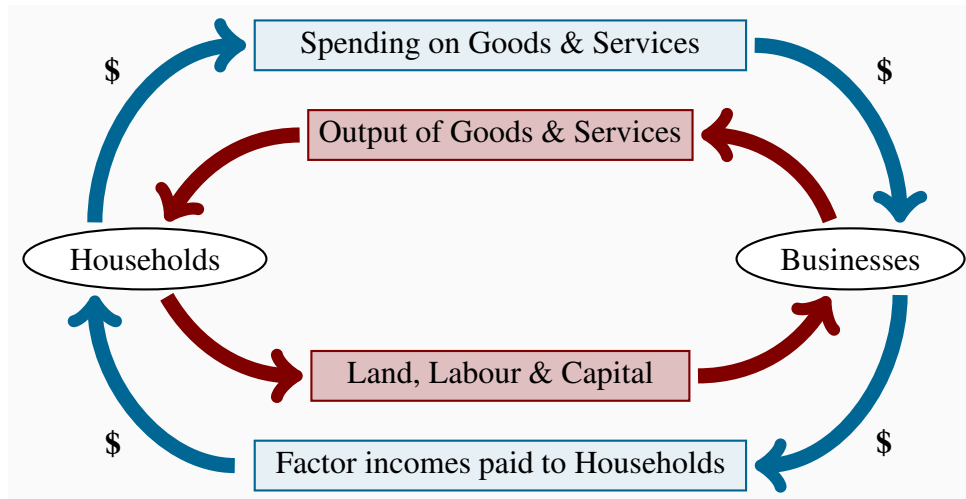 Spending on Goods & Services
$
$
Output of Goods & Services
Households
Businesses
Land, Labour & Capital
$
$
Factor incomes paid to Households